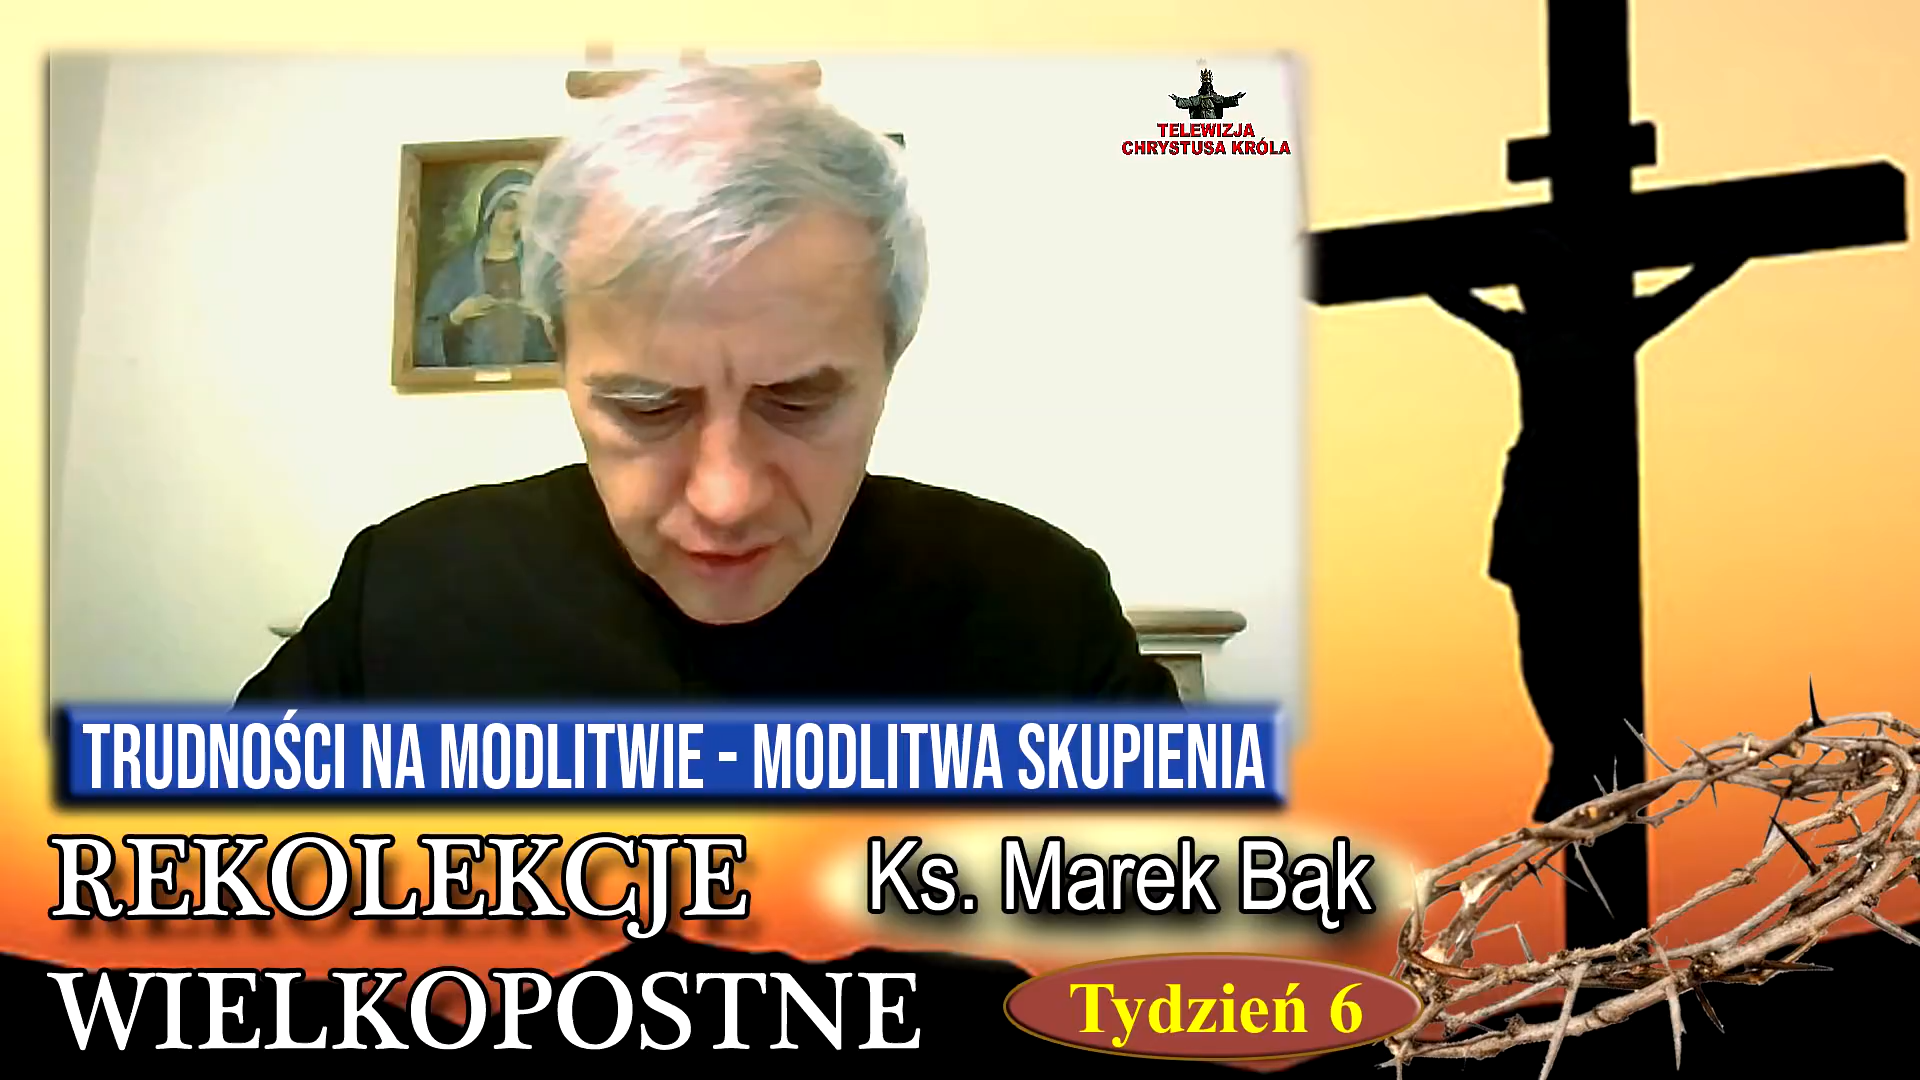 TELEWIZJA
CHRYSTUSA KRÓLA
TRUDNOŚCI NA MODLITWIE - MODLITWA SKUPIENIA
REKOLEKCJE
WIELKOPOSTNE
Ks. Marek Bąk
Tydzień 6